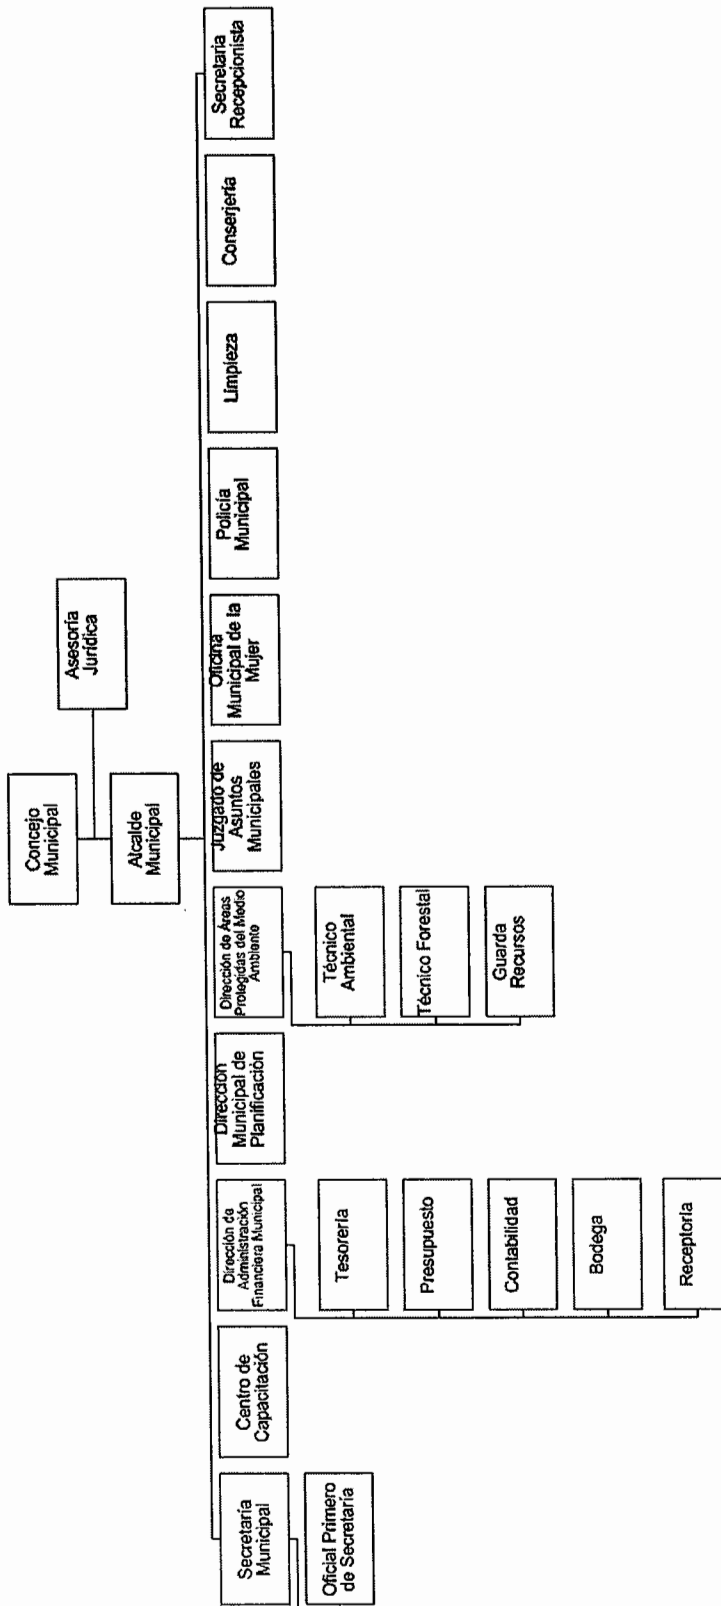 Concejo
Municipal
Asesoría
Jurídica
Alcalde
Municipal
Secretaría
Municipal
Oficial Primero
de Secretaría
Centro de
Capacitación
Dirección de
Administración
Financiera Municipal
Tesorería
Presupuesto
Contabilidad
Bodega
Receptoría
Dirección
Municipal de
Planificación
Dirección de Áreas
Protegidas del Medio
Ambiente
Técnico
Ambiental
Técnico Forestal
Guarda
Recursos
Juzgado de
Asuntos
Municipales
Oficina
Municipal de la
Mujer
Policía
Municipal
Limpieza
Conserjería
Secretaria
Recepcionista